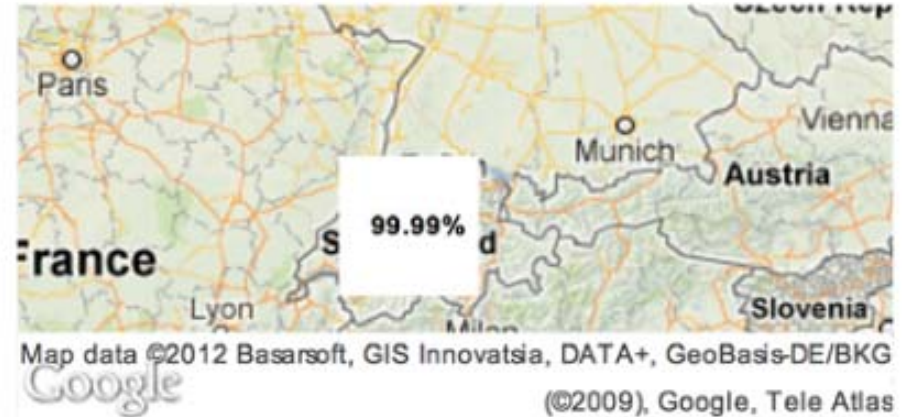 Paris
Munich
Vienna
Austria
99.99%
France
Lyon
Slovenia
Map data ©2012 Basarsoft, GIS Innovatsia, DATA+, GeoBasis-DE/BKG
Google
(©2009), Google, Tele Atlas